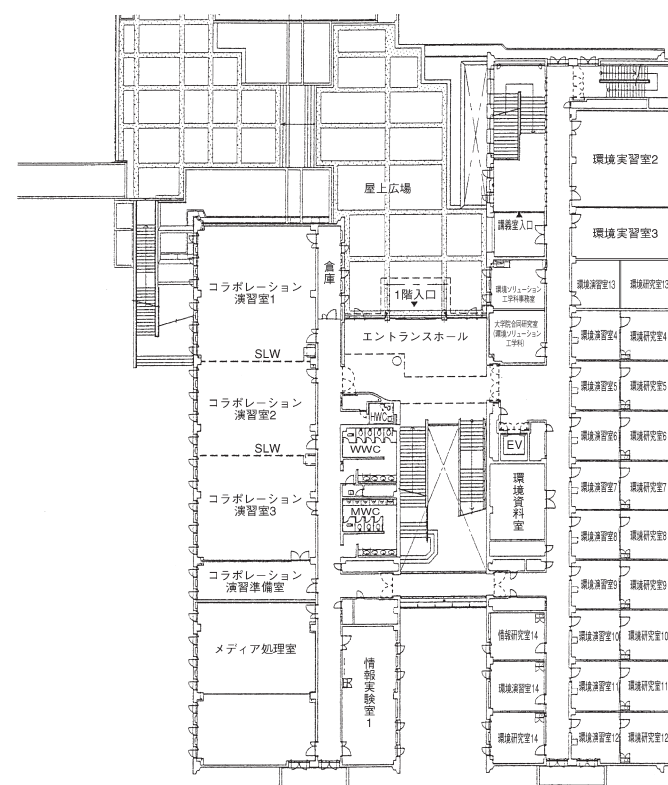 環境実習室2
屋上広場
講義室入口
環境実習室3
倉庫
コラボレーション
演習室1
1階入口
環境ソリューション
工学科事務室
環境演習室13
環境研究室13
エントランスホール
大学院合同研究室
(環境ソリューション
工学科)
環境演習室4
環境研究室4
SLW
環境演習室5
環境研究室5
コラボレーション
演習室2
HWC
環境演習室6
環境研究室6
WWC
EV
SLW
コラボレーション
演習室3
環境資料室
環境演習室7
環境研究室7
MWC
環境演習室8
環境研究室8
コラボレーション
演習準備室
環境演習室9
環境研究室9
メディア処理室
情報実験室1
情報研究室14
環境演習室10
環境研究室10
環境演習室14
環境演習室11
環境研究室11
環境研究室14
環境演習室12
環境研究室12